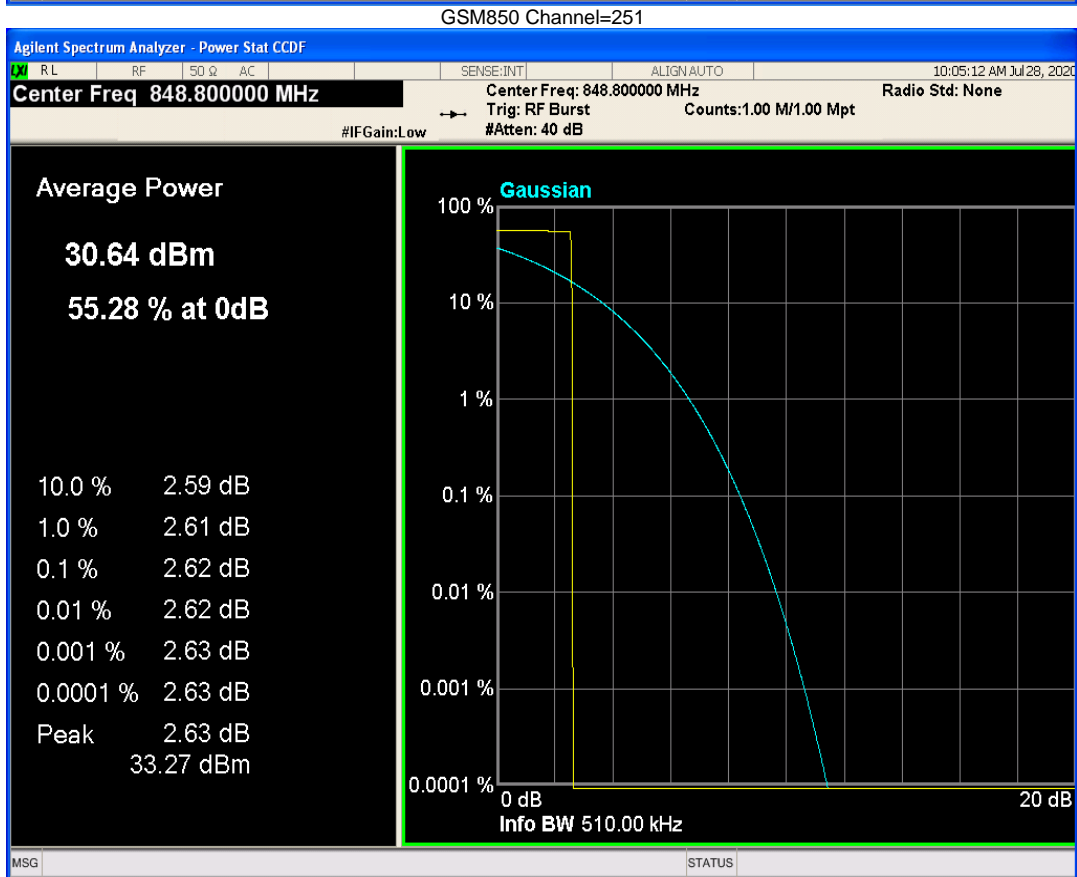 GSM850 Channel=251
Agilent Spectrum Analyzer - Power Stat CCDF
LXI RL RF 50 Ω AC SENSE:INT ALIGN AUTO 10:05:12 AM Jul 28, 2020
Center Freq 848.800000 MHz
Center Freq: 848.800000 MHz Radio Std: None
Trig: RF Burst Counts:1.00 M/1.00 Mpt
#IFGain:Low #Atten: 40 dB
Average Power
30.64 dBm
55.28 % at 0dB
10.0 % 2.59 dB
1.0 % 2.61 dB
0.1 % 2.62 dB
0.01 % 2.62 dB
0.001 % 2.63 dB
0.0001 % 2.63 dB
Peak 2.63 dB
33.27 dBm
Gaussian
100 %
10 %
1 %
0.1 %
0.01 %
0.001 %
0.0001 %
0 dB 20 dB
Info BW 510.00 kHz
MSG STATUS